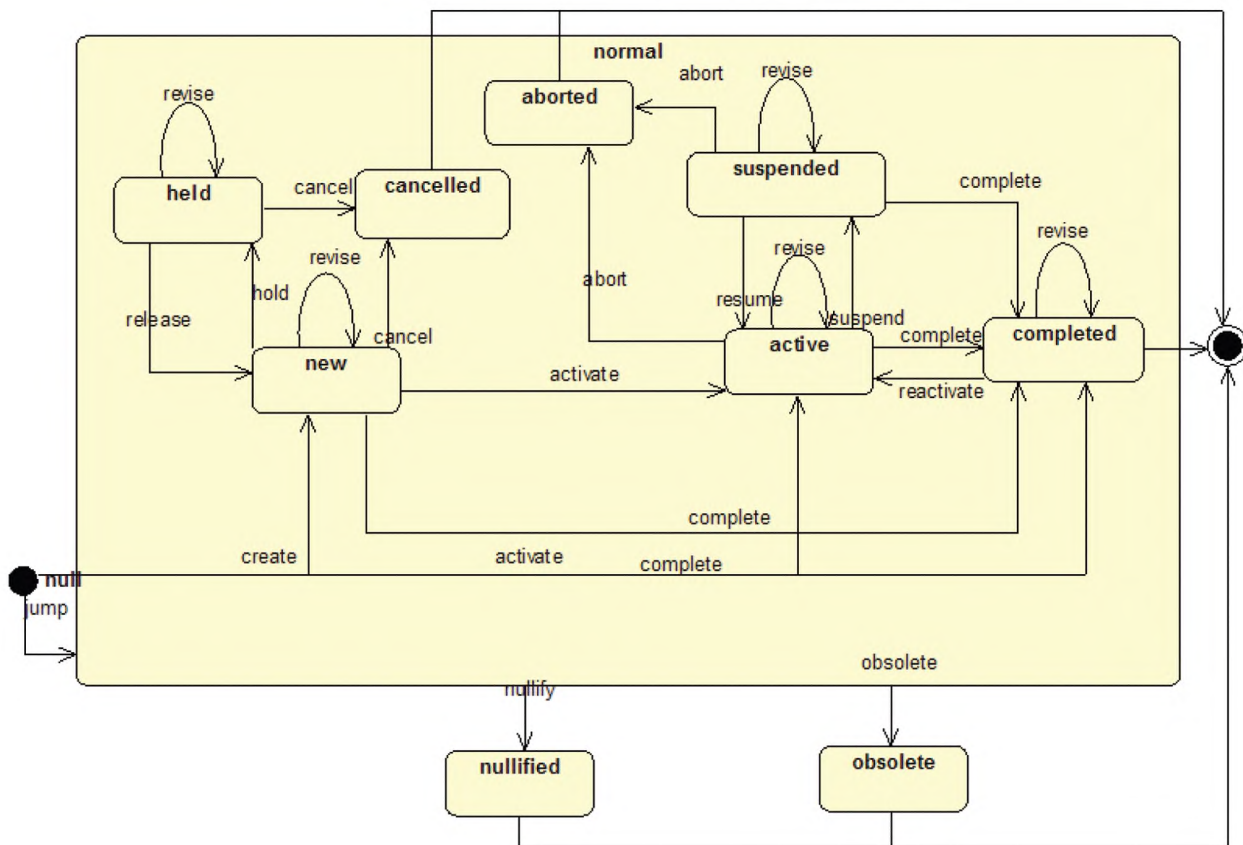 normal
revise
abort
revise
aborted
held
cancel
cancelled
suspended
complete
revise
revise
revise
hold
abort
release
resume
suspend
cancel
active
complete
completed
new
activate
reactivate
complete
create
activate
complete
null
jump
obsolete
nullify
nullified
obsolete